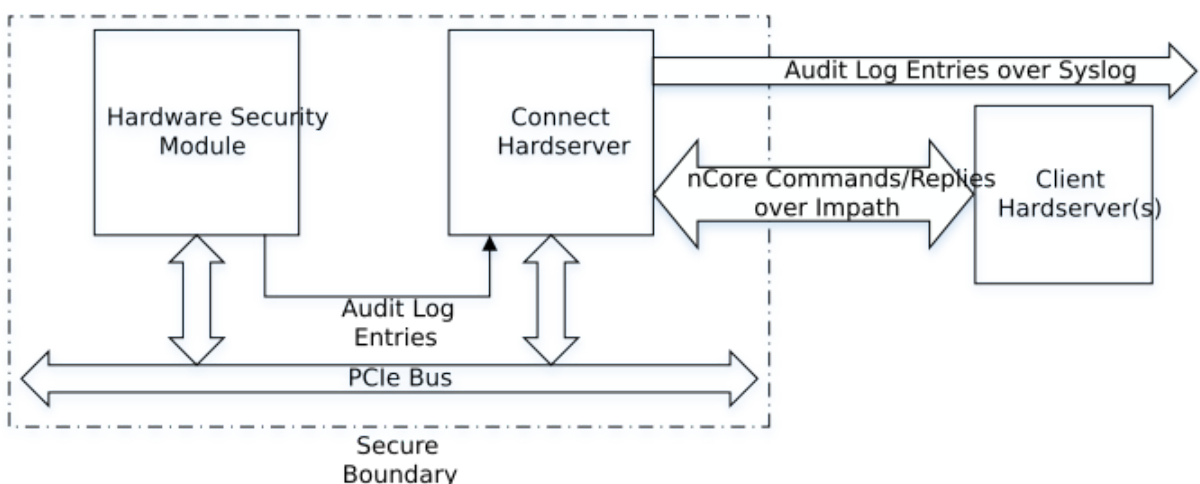 Hardware Security
Module
Connect
Hardserver
Audit Log Entries over Syslog
nCore Commands/Replies
over Impath
Client
Hardserver(s)
Audit Log
Entries
PCIe Bus
Secure
Boundary